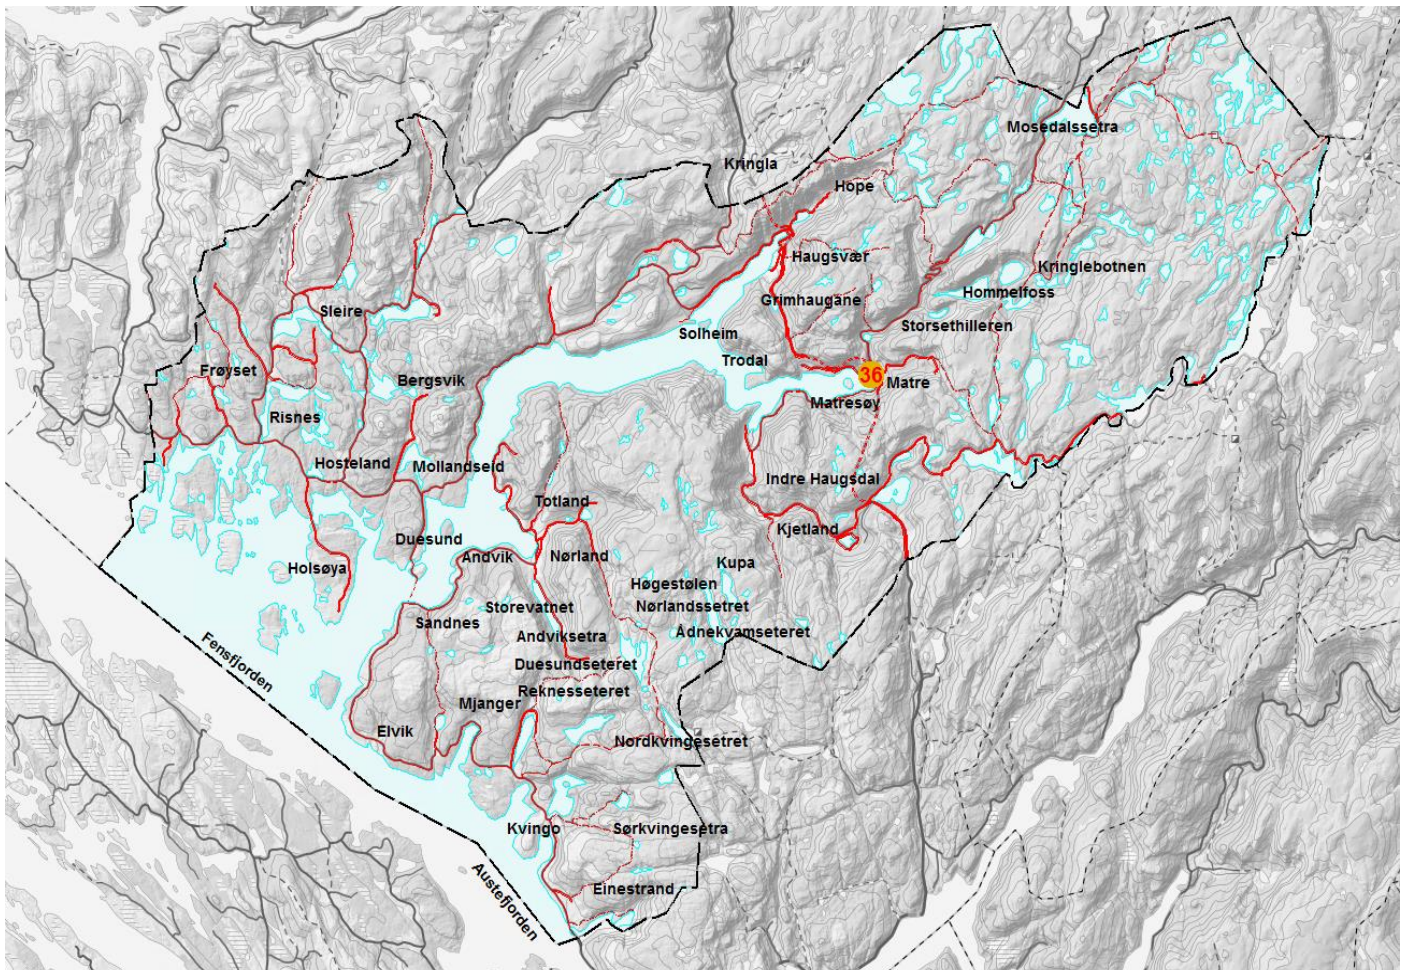 Mosedalssetra
Kringla
Hope
Haugsvær
Kringlebotnen
Hommelfoss
Grimhaugane
Storsethilleren
Sleire
Solheim
Trodal
Frøyset
36
Matre
Bergsvik
Matresøy
Risnes
Hosteland
Mollandseid
Indre Haugsdal
Totland
Kjetland
Duesund
Andvik
Nørland
Kupa
Holsøya
Høgestølen
Storevatnet
Nørlandssetret
Sandnes
Andviksetra
Ådnekvamseteret
Fensfjorden
Duesundseteret
Reknesseteret
Mjanger
Elvik
Nordkvingesetret
Kvingo
Sørkvingesetra
Einestrand
Austefjorden